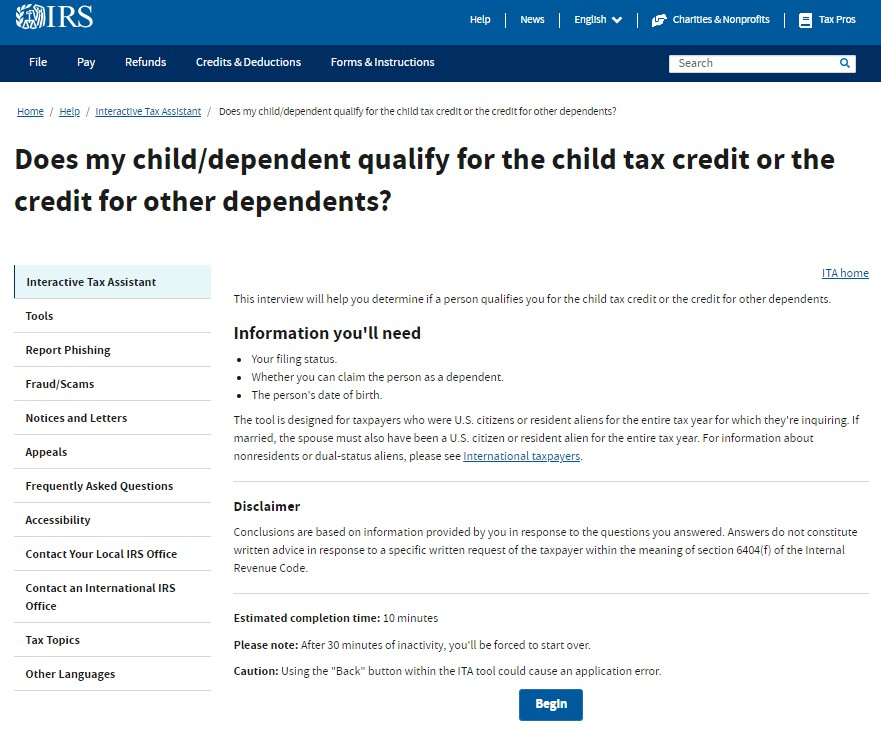 IRS
Help News English Charities & Nonprofits Tax Pros
File Pay Refunds Credits & Deductions Forms & Instructions Search
Home / Help / Interactive Tax Assistant / Does my child/dependent qualify for the child tax credit or the credit for other dependents?
Does my child/dependent qualify for the child tax credit or the
credit for other dependents?
Interactive Tax Assistant
Tools
Report Phishing
Fraud/Scams
Notices and Letters
Appeals
Frequently Asked Questions
Accessibility
Contact Your Local IRS Office
Contact an International IRS
Office
Tax Topics
Other Languages
ITA home
This interview will help you determine if a person qualifies you for the child tax credit or the credit for other dependents.
Information you'll need
• Your filing status.
• Whether you can claim the person as a dependent.
• The person's date of birth.
The tool is designed for taxpayers who were U.S. citizens or resident aliens for the entire tax year for which they're inquiring. If
married, the spouse must also have been a U.S. citizen or resident alien for the entire tax year. For information about
nonresidents or dual-status aliens, please see International taxpayers.
Disclaimer
Conclusions are based on information provided by you in response to the questions you answered. Answers do not constitute
written advice in response to a specific written request of the taxpayer within the meaning of section 6404(f) of the Internal
Revenue Code.
Estimated completion time: 10 minutes
Please note: After 30 minutes of inactivity, you'll be forced to start over.
Caution: Using the "Back" button within the ITA tool could cause an application error.
Begin